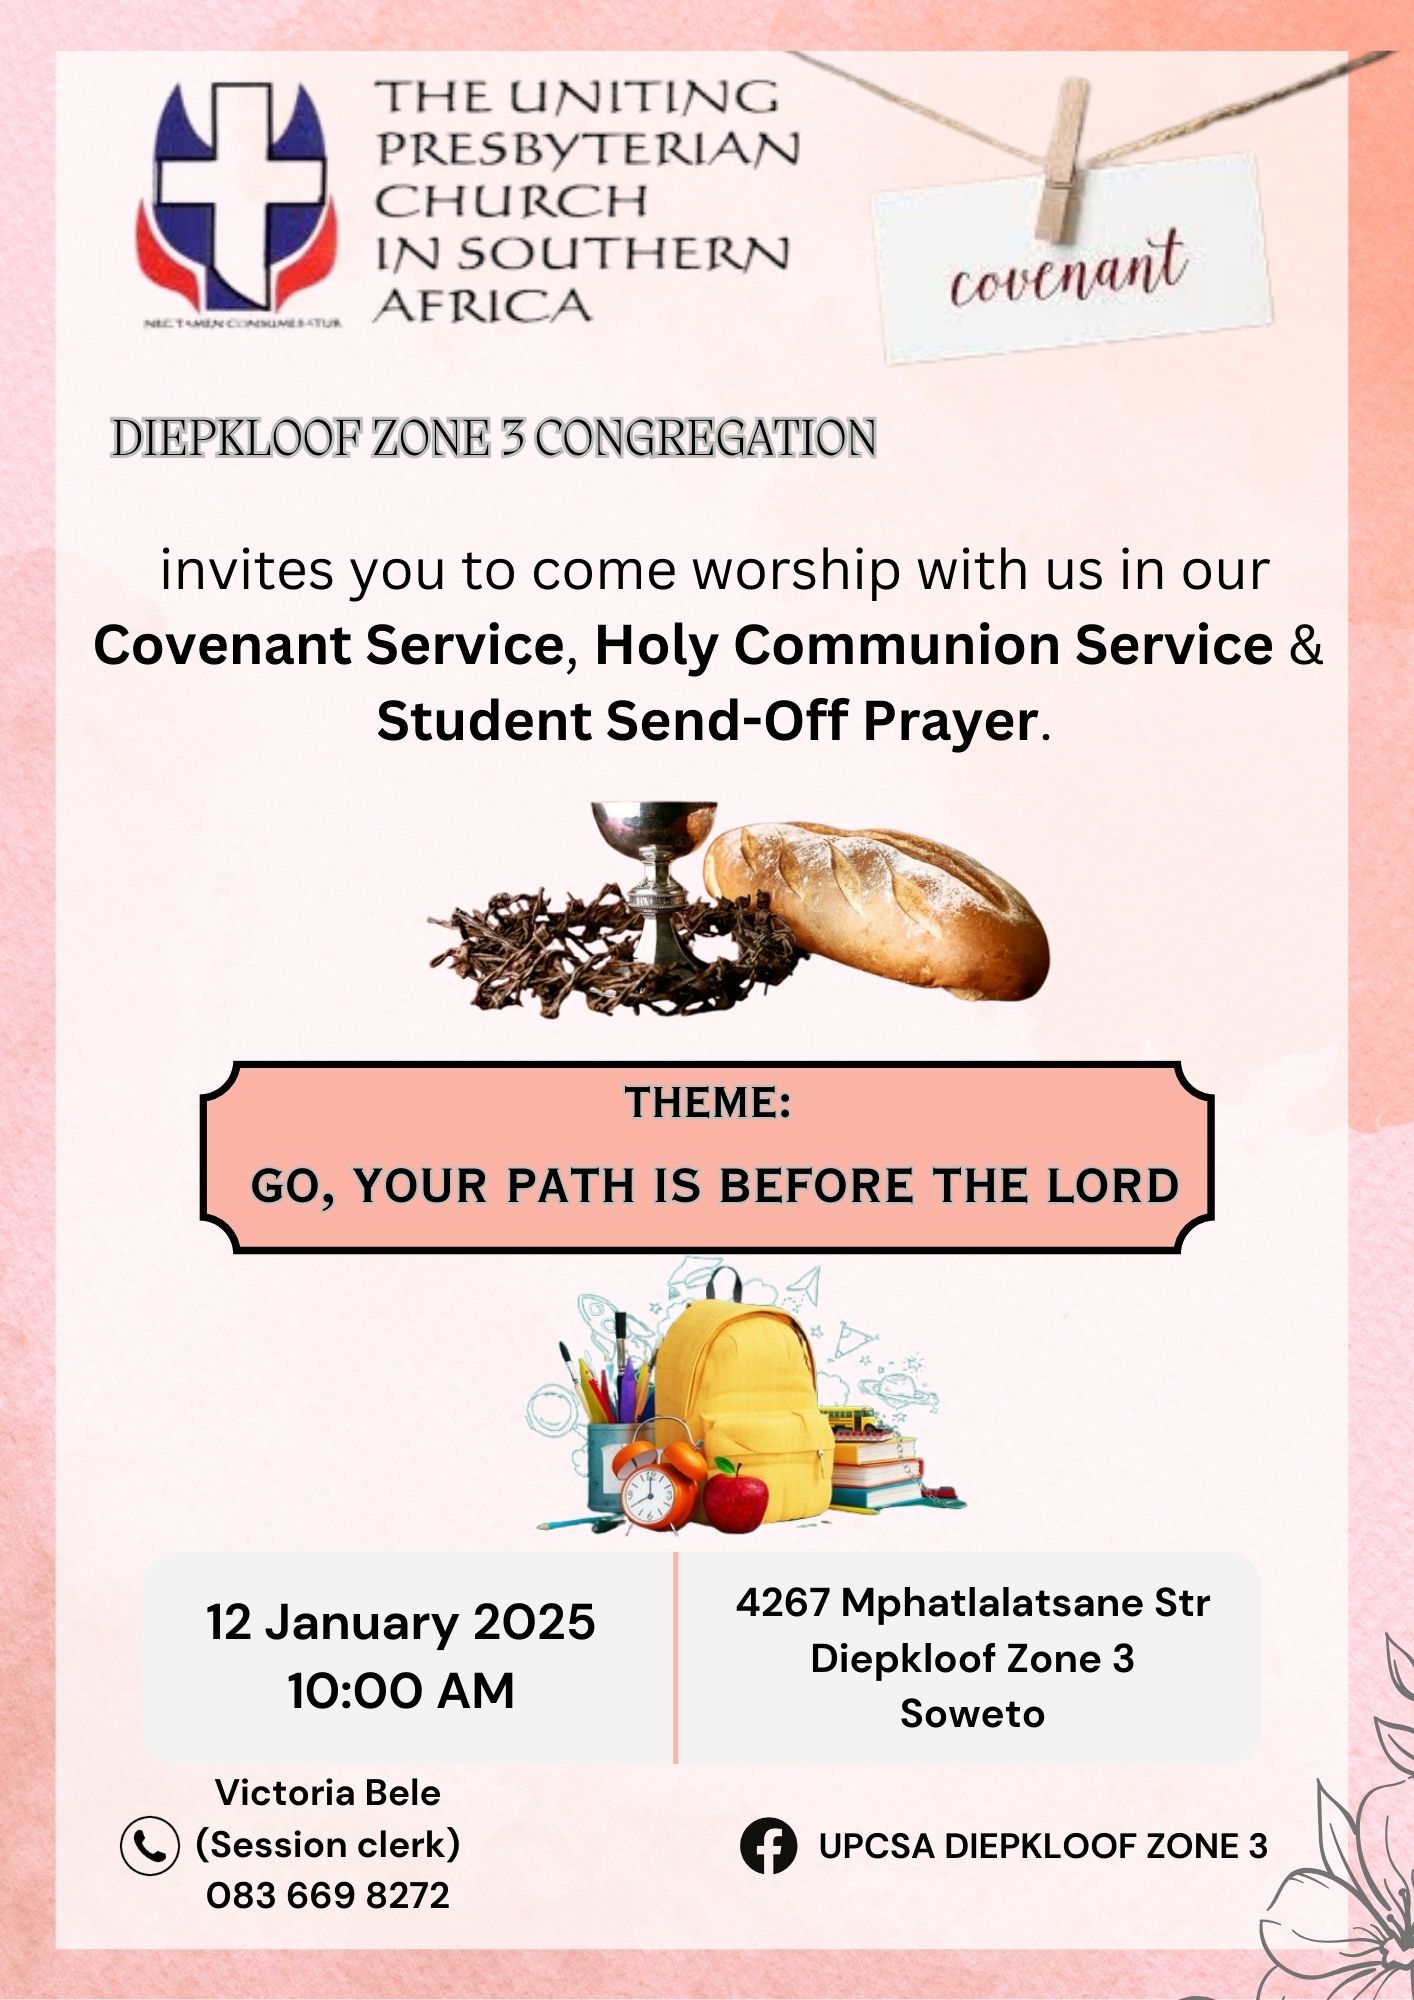 THE UNITING
PRESBYTERIAN
CHURCH
IN SOUTHERN
AFRICA
NEC TAMEN CONSUMEBATUR
covenant
DIEPKLOOF ZONE 3 CONGREGATION
invites you to come worship with us in our
Covenant Service, Holy Communion Service &
Student Send-Off Prayer.
THEME:
GO, YOUR PATH IS BEFORE THE LORD
12 January 2025
10:00 AM
4267 Mphatlalatsane Str
Diepkloof Zone 3
Soweto
Victoria Bele
(Session clerk)
083 669 8272
UPCSA DIEPKLOOF ZONE 3